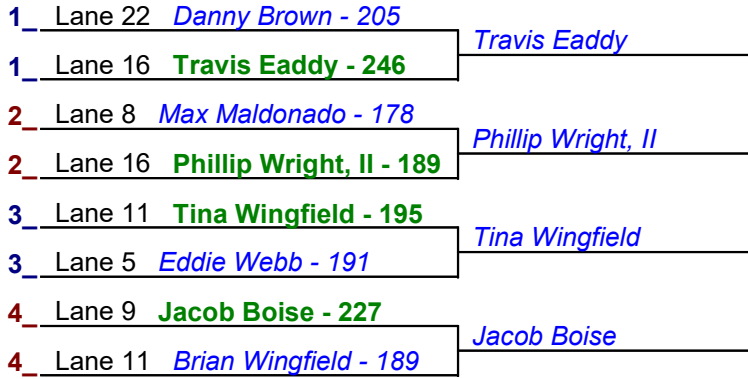 1_ Lane 22 Danny Brown - 205
Travis Eaddy
1_ Lane 16 Travis Eaddy - 246
2_ Lane 8 Max Maldonado - 178
Phillip Wright, II
2_ Lane 16 Phillip Wright, II - 189
3_ Lane 11 Tina Wingfield - 195
Tina Wingfield
3_ Lane 5 Eddie Webb - 191
4_ Lane 9 Jacob Boise - 227
Jacob Boise
4_ Lane 11 Brian Wingfield - 189